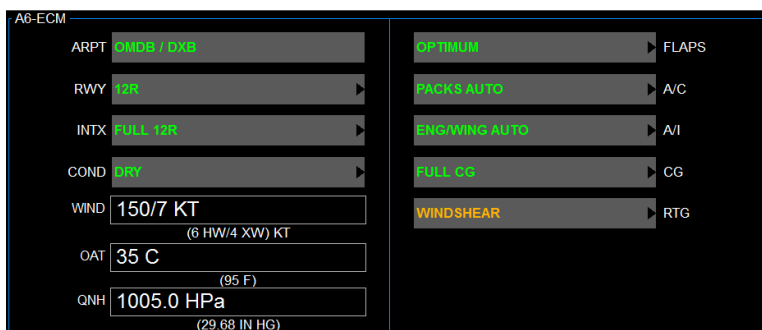 A6-ECM
ARPT OMDB / DXB
RWY 12R
INTX FULL 12R
COND DRY
WIND 150/7 KT
(6 HW/4 XW) KT
OAT 35 C
(95 F)
QNH 1005.0 HPa
(29.68 IN HG)
OPTIMUM FLAPS
PACKS AUTO A/C
ENG/WING AUTO A/I
FULL CG CG
WINDSHEAR RTG